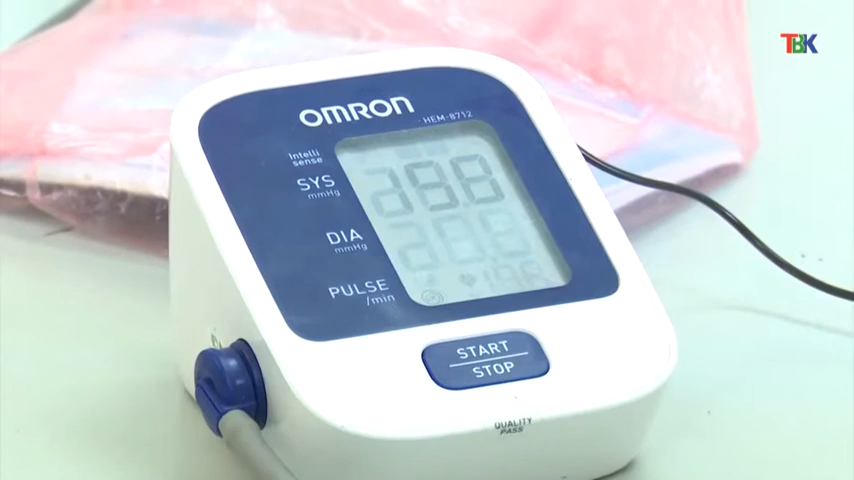 TBK
OMRON
HEM-8712
Intelli
sense
SYS
mmHg
DIA
mmHg
PULSE
/min
START
STOP
QUALITY
PASS